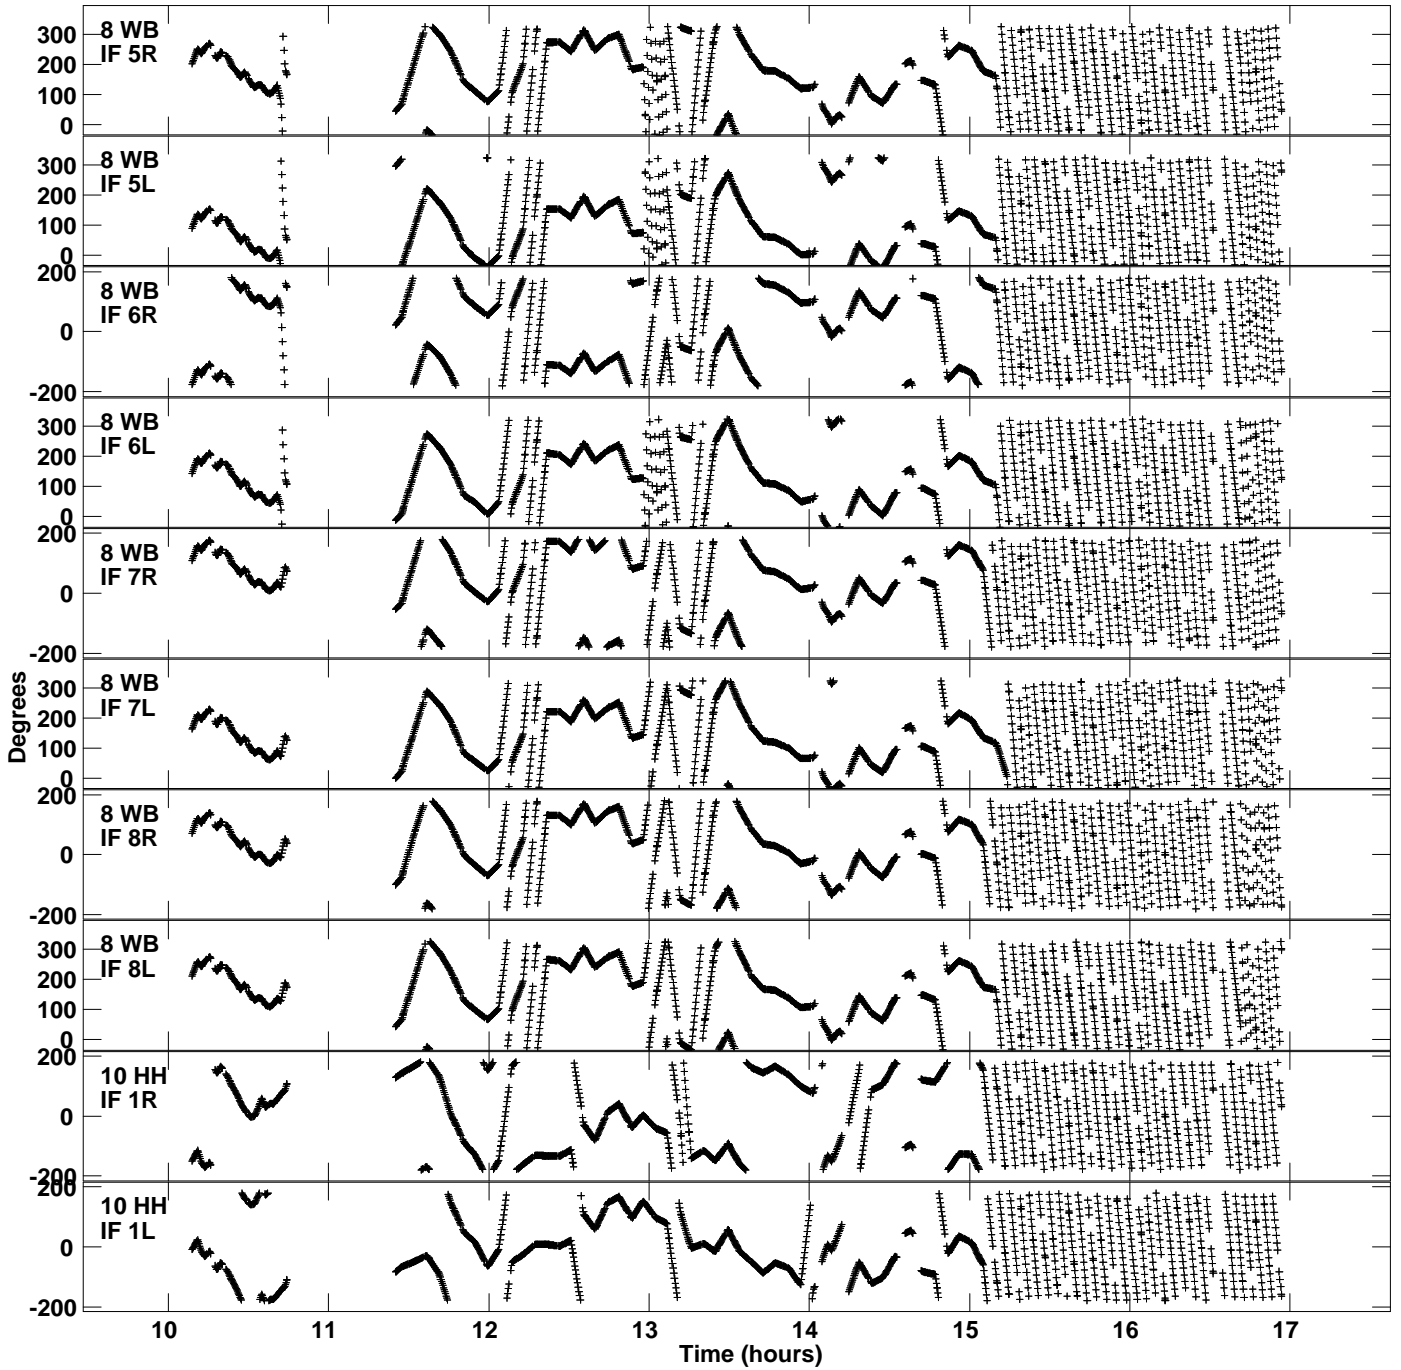 8 WB
IF 5R
300
200
100
0
8 WB
IF 5L
300
200
100
0
8 WB
IF 6R
200
0
-200
8 WB
IF 6L
300
200
100
0
8 WB
IF 7R
200
0
-200
8 WB
IF 7L
300
200
100
0
8 WB
IF 8R
200
0
-200
8 WB
IF 8L
300
200
100
0
10 HH
IF 1R
200
0
-200
10 HH
IF 1L
200
0
-200
Degrees
10 11 12 13 14 15 16 17
Time (hours)